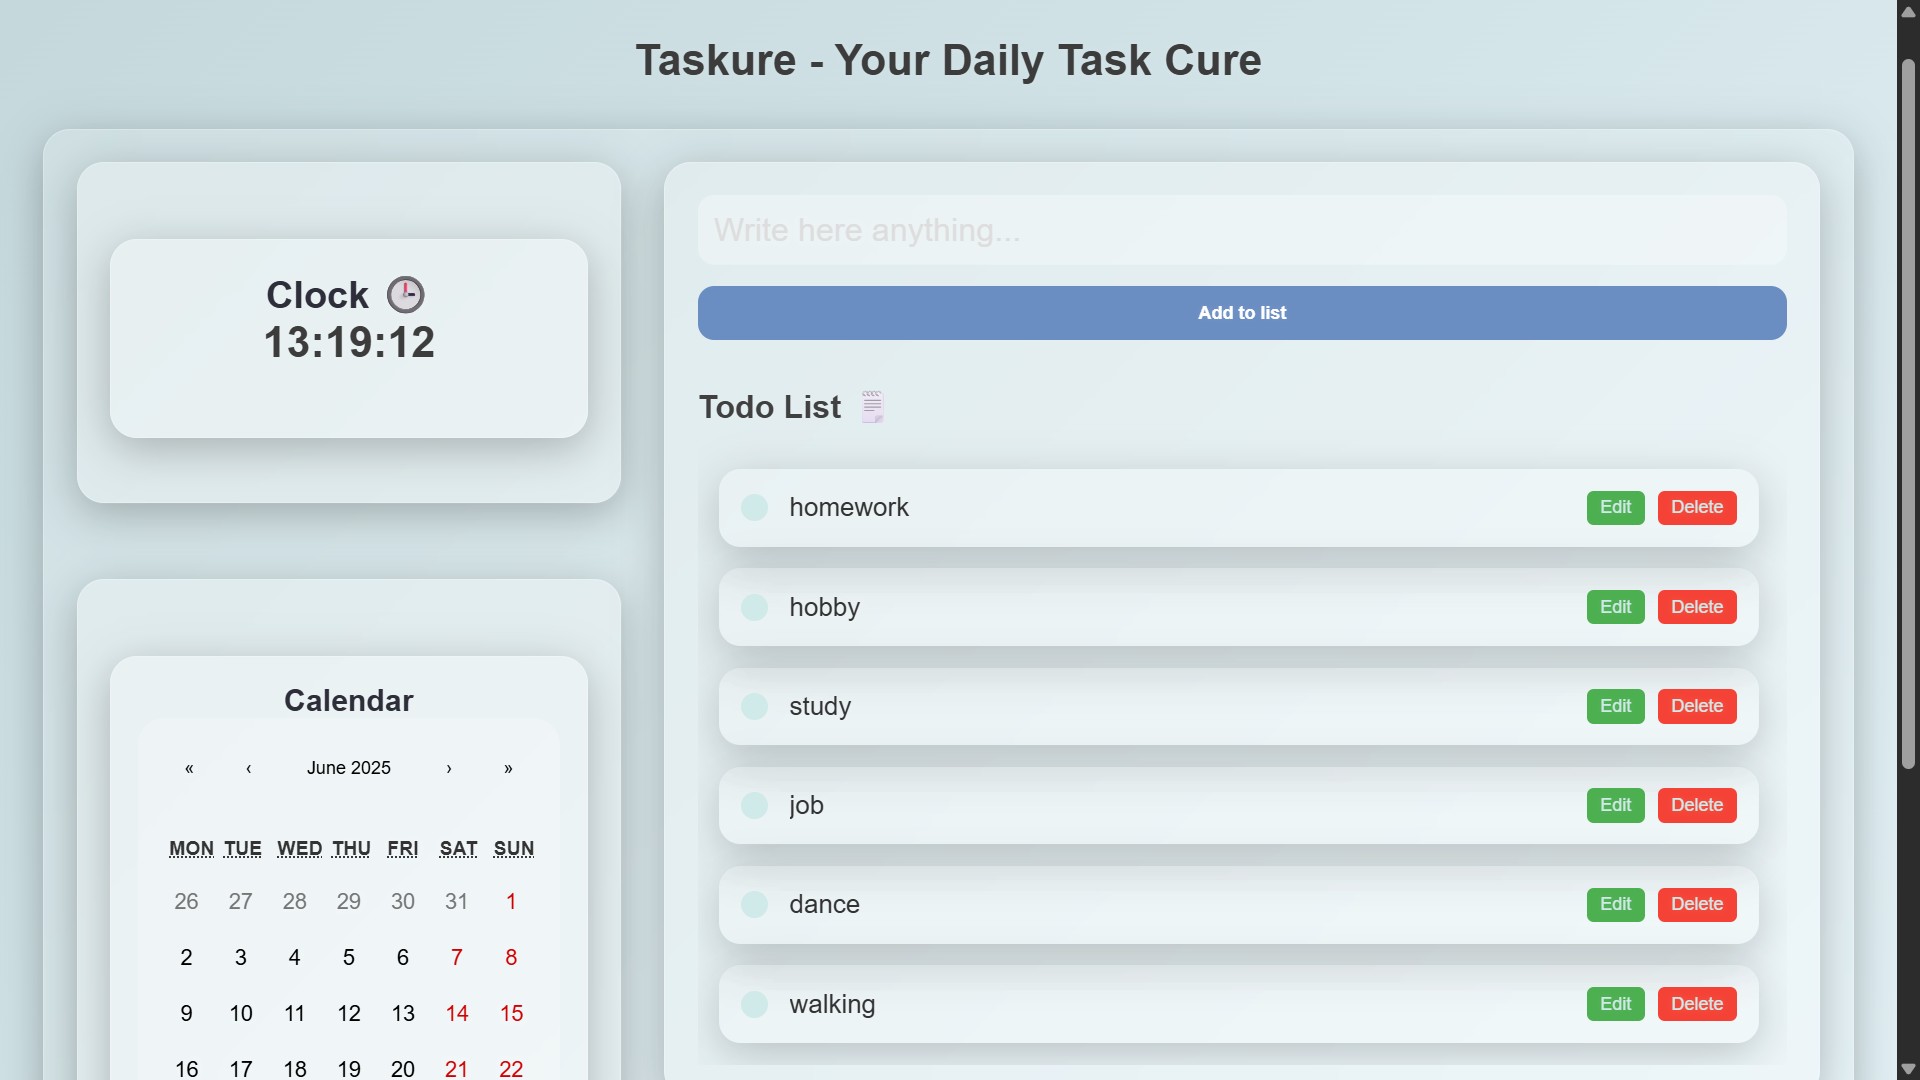 Taskure - Your Daily Task Cure
Clock 🕒
13:19:12
Calendar
« ‹ June 2025 › »
MON TUE WED THU FRI SAT SUN
26 27 28 29 30 31 1
2 3 4 5 6 7 8
9 10 11 12 13 14 15
16 17 18 19 20 21 22
Write here anything...
Add to list
Todo List 🗒️
homework Edit Delete
hobby Edit Delete
study Edit Delete
job Edit Delete
dance Edit Delete
walking Edit Delete